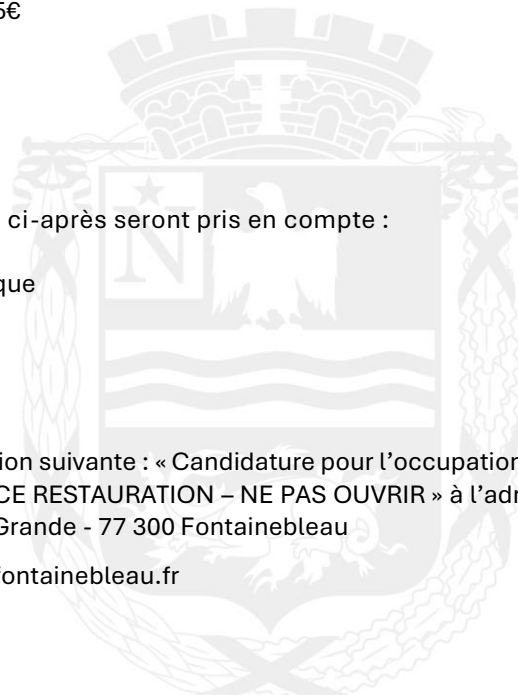 5€
ci-après seront pris en compte :
N
que
ion suivante : « Candidature pour l’occupation
CE RESTAURATION – NE PAS OUVRIR » à l’adr
Grande - 77 300 Fontainebleau
fontainebleau.fr